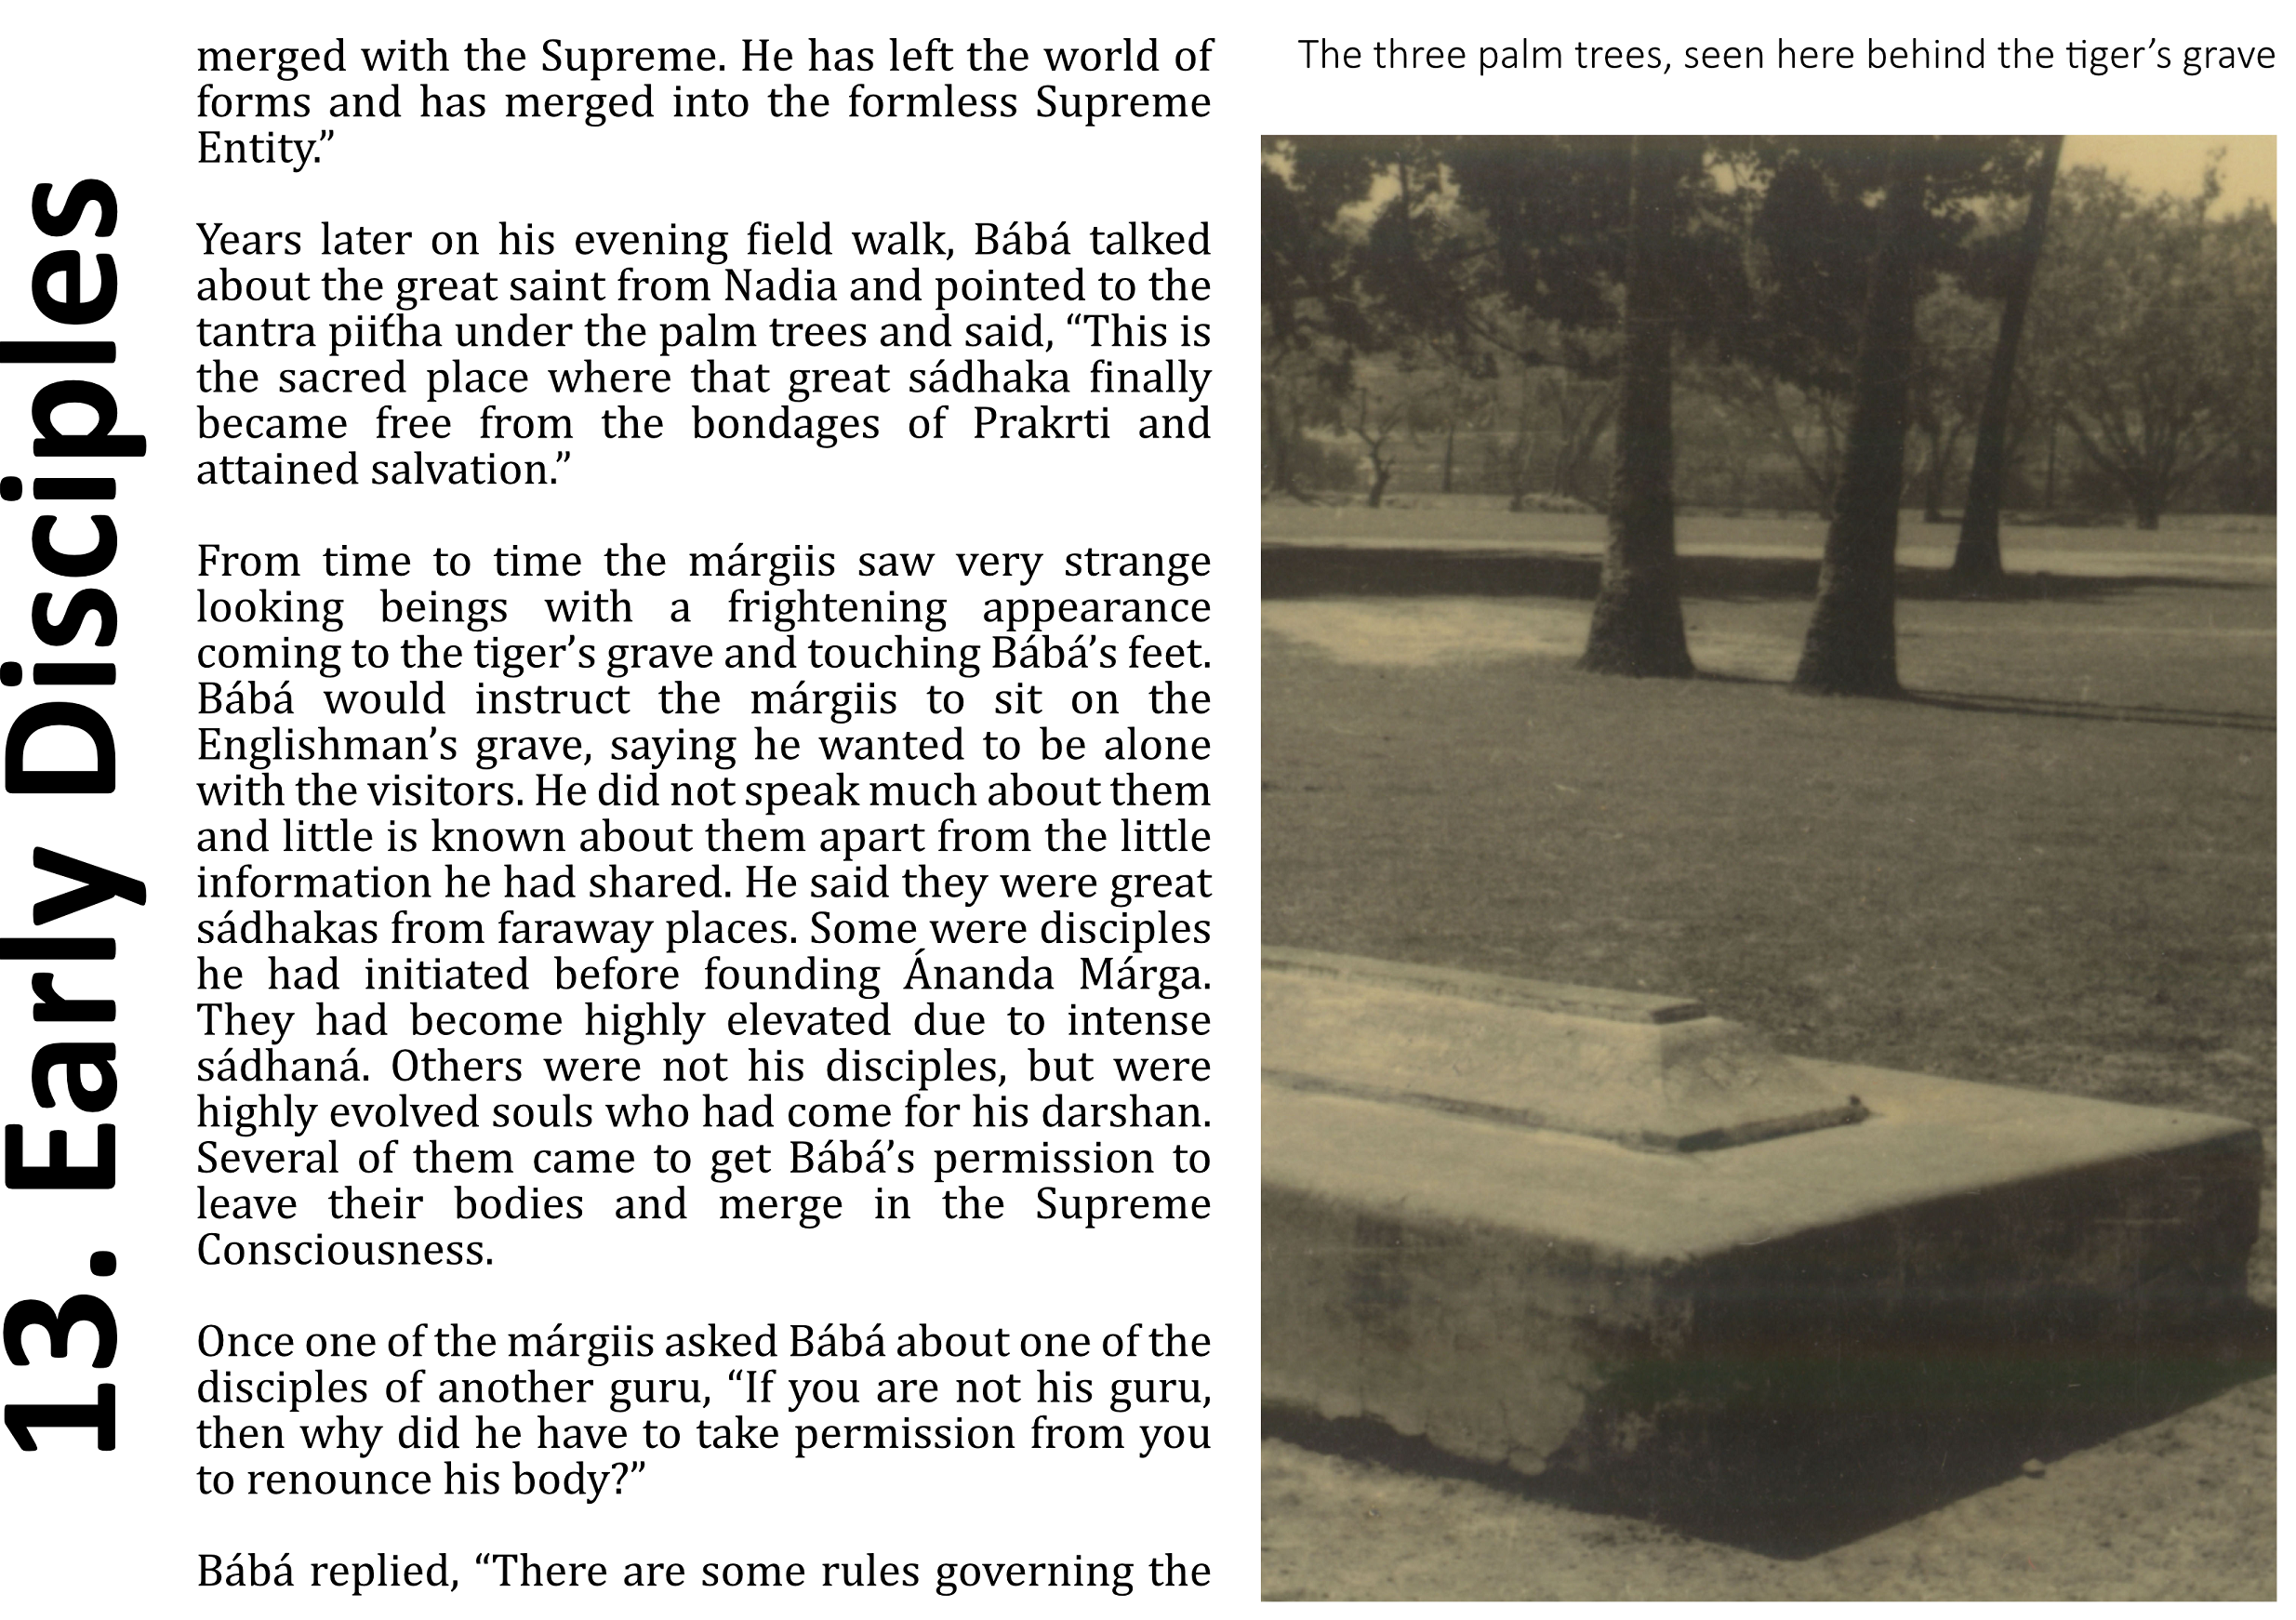 13. Early Disciples
merged with the Supreme. He has left the world of
forms and has merged into the formless Supreme
Entity.”
Years later on his evening field walk, Bábá talked
about the great saint from Nadia and pointed to the
tantra piit́ha under the palm trees and said, “This is
the sacred place where that great sádhaka finally
became free from the bondages of Prakrti and
attained salvation.”
From time to time the márgiis saw very strange
looking beings with a frightening appearance
coming to the tiger’s grave and touching Bábá’s feet.
Bábá would instruct the márgiis to sit on the
Englishman’s grave, saying he wanted to be alone
with the visitors. He did not speak much about them
and little is known about them apart from the little
information he had shared. He said they were great
sádhakas from faraway places. Some were disciples
he had initiated before founding Ánanda Márga.
They had become highly elevated due to intense
sádhaná. Others were not his disciples, but were
highly evolved souls who had come for his darshan.
Several of them came to get Bábá’s permission to
leave their bodies and merge in the Supreme
Consciousness.
Once one of the márgiis asked Bábá about one of the
disciples of another guru, “If you are not his guru,
then why did he have to take permission from you
to renounce his body?”
Bábá replied, “There are some rules governing the
The three palm trees, seen here behind the tiger’s grave